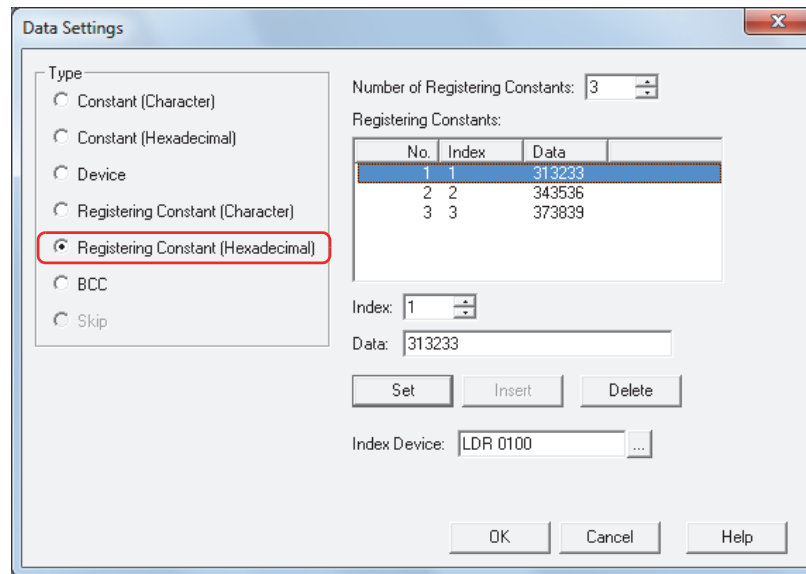 Data Settings
Type
Constant (Character)
Constant (Hexadecimal)
Device
Registering Constant (Character)
Registering Constant (Hexadecimal)
BCC
Skip
Number of Registering Constants: 3
Registering Constants:
No. Index Data
1 1 313233
2 2 343536
3 3 373839
Index: 1
Data: 313233
Set Insert Delete
Index Device: LDR 0100 ...
OK Cancel Help